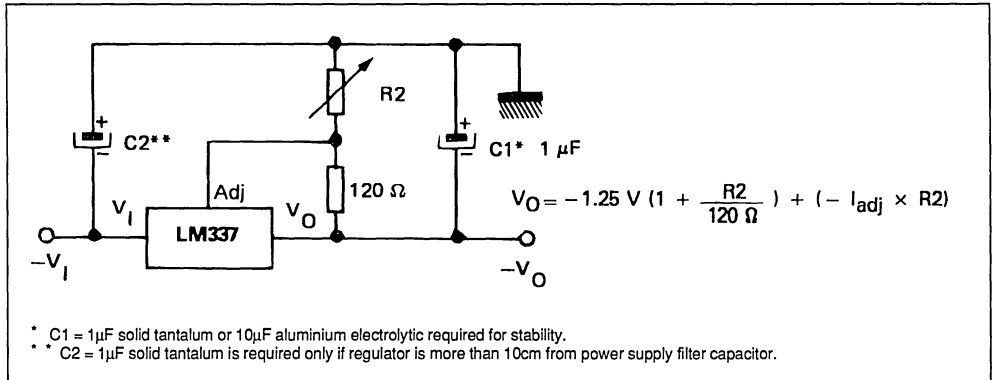 R2
+
C2**
–
+
C1* 1 µF
–
Adj
120 Ω
V_O = – 1.25 V (1 + R2 / 120 Ω ) + (– I_adj × R2)
V_I
V_O
LM337
–V_I
–V_O
* C1 = 1µF solid tantalum or 10µF aluminium electrolytic required for stability.
** C2 = 1µF solid tantalum is required only if regulator is more than 10cm from power supply filter capacitor.